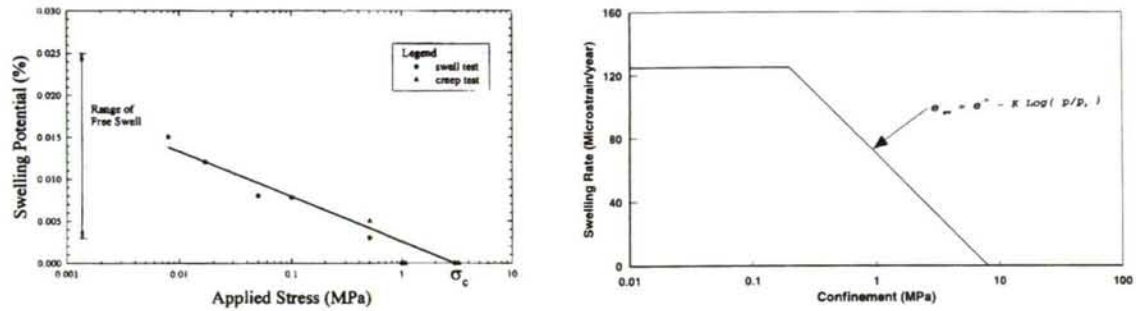 0.030
0.025
0.020
0.015
0.010
0.005
0.000
Swelling Potential (%)
Range of
Free Swell
Legend
swell test
creep test
0.001
0.01
0.1
1
σc
10
Applied Stress (MPa)
160
120
80
40
0
Swelling Rate (Microstrain/year)
- K Log( p/p
0.01
0.1
1
10
100
Confinement (MPa)